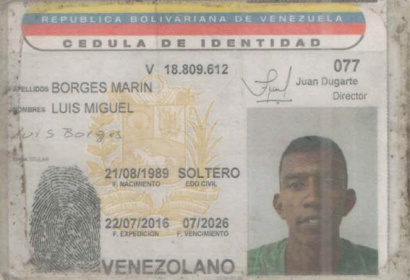 REPUBLICA BOLIVARIANA DE VENEZUELA
CEDULA DE IDENTIDAD
V 18.809.612
077
APELLIDOS BORGES MARIN
Juan Dugarte
Director
NOMBRES LUIS MIGUEL
Luis Borges
TITULAR
21/08/1989 SOLTERO
F. NACIMIENTO EDO CIVIL
22/07/2016 07/2026
F. EXPEDICION F. VENCIMIENTO
VENEZOLANO